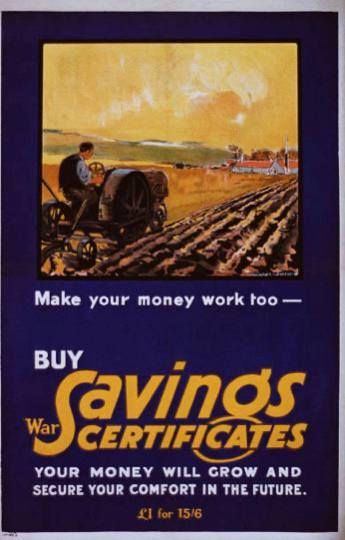 Make your money work too —
BUY
War Savings
CERTIFICATES
YOUR MONEY WILL GROW AND
SECURE YOUR COMFORT IN THE FUTURE.
£1 for 15/6